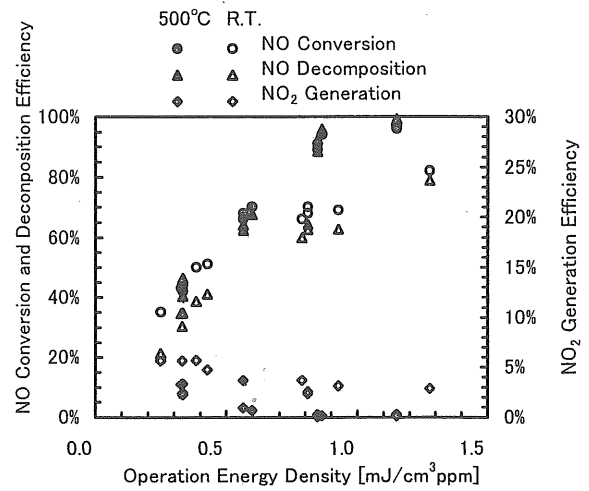 500°C R.T.
NO Conversion
NO Decomposition
NO₂ Generation
NO Conversion and Decomposition Efficiency
100%
80%
60%
40%
20%
0%
30%
25%
20%
15%
10%
5%
0%
NO₂ Generation Efficiency
0.0 0.5 1.0 1.5
Operation Energy Density [mJ/cm³ppm]